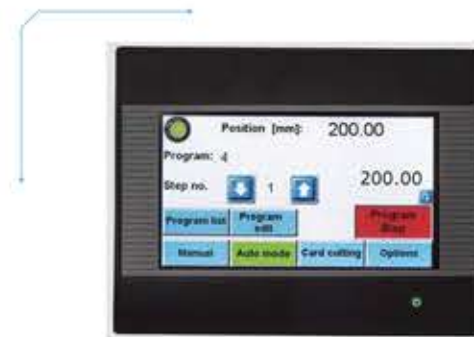 Position [mm]: 200.00
Program: 4
Step no. 1 200.00
Program list Program edit Program Stop
Manual Auto mode Card cutting Options